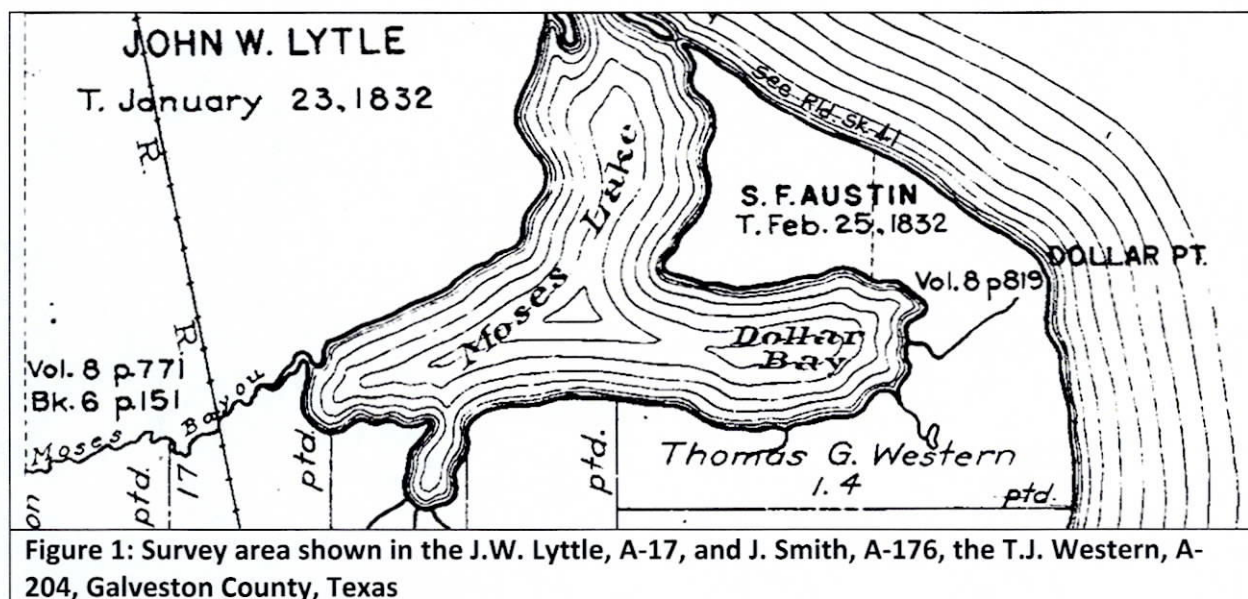 JOHN W. LYTLE
T. January 23, 1832
R.
R.
See Rld. Sk. 11
Moses Lake
S. F. AUSTIN
T. Feb. 25, 1832
DOLLAR PT.
Vol. 8 p819
Dollar
Bay
Vol. 8 p.771
Bk. 6 p.151
Moses Bayou
on
ptd.
17
ptd.
ptd.
Thomas G. Western
1.4
ptd.
Figure 1: Survey area shown in the J.W. Lyttle, A-17, and J. Smith, A-176, the T.J. Western, A-
204, Galveston County, Texas